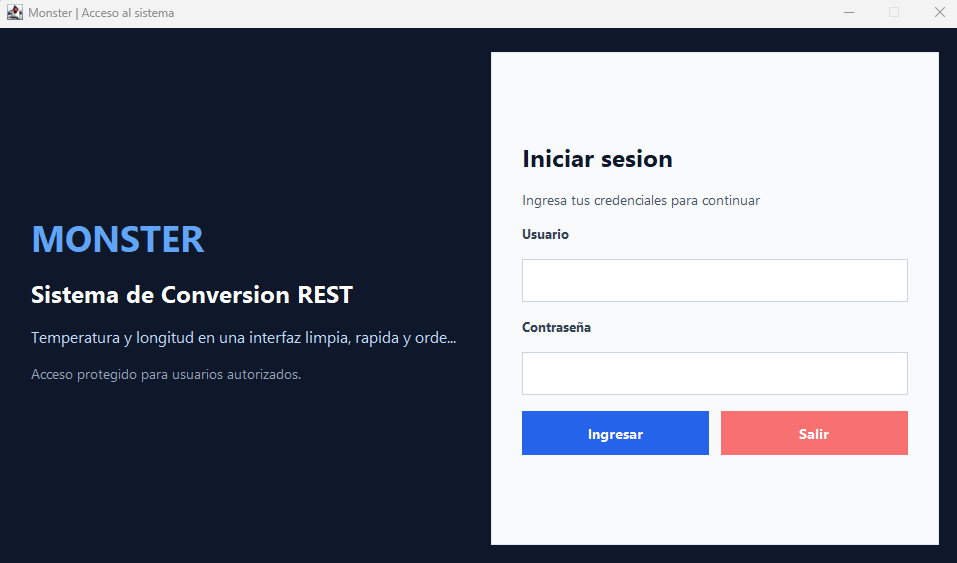 Monster | Acceso al sistema
MONSTER
Sistema de Conversion REST
Temperatura y longitud en una interfaz limpia, rapida y orde...
Acceso protegido para usuarios autorizados.
Iniciar sesion
Ingresa tus credenciales para continuar
Usuario
Contraseña
Ingresar
Salir